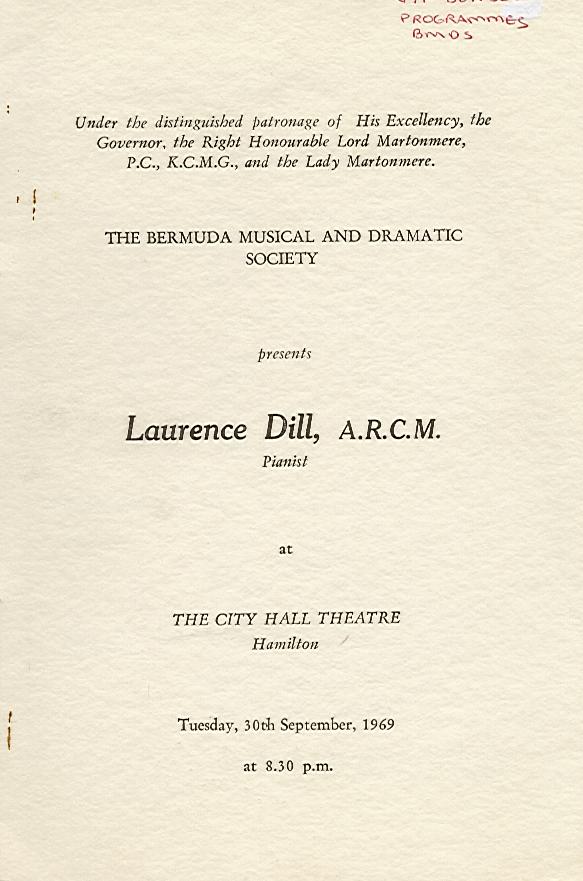 PROGRAMMES
BMDS
Under the distinguished patronage of His Excellency, the
Governor, the Right Honourable Lord Martonmere,
P.C., K.C.M.G., and the Lady Martonmere.
THE BERMUDA MUSICAL AND DRAMATIC
SOCIETY
presents
Laurence Dill, A.R.C.M.
Pianist
at
THE CITY HALL THEATRE
Hamilton
Tuesday, 30th September, 1969
at 8.30 p.m.